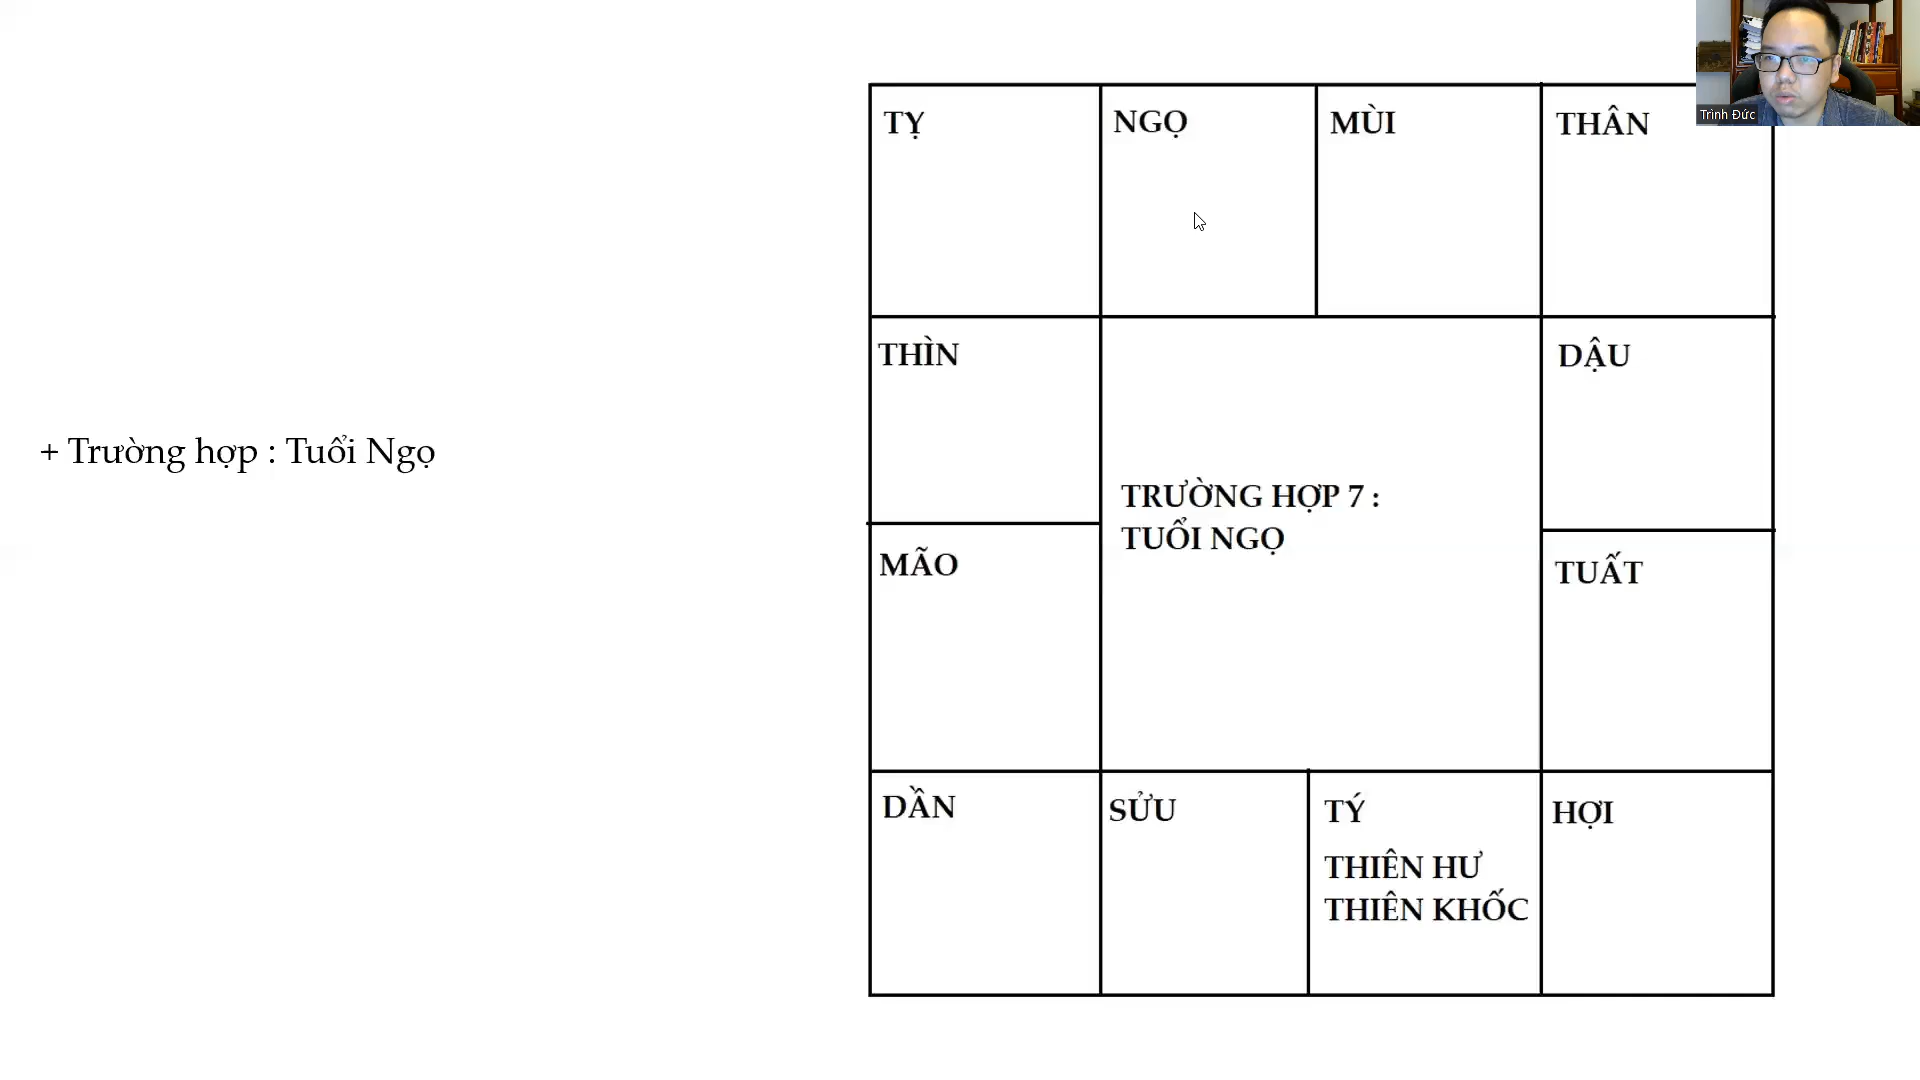 TỴ
NGỌ
MÙI
THÂN
Trình Đức
THÌN
DẬU
+ Trường hợp : Tuổi Ngọ
TRƯỜNG HỢP 7 :
TUỔI NGỌ
MÃO
TUẤT
DẦN
SỬU
TÝ
HỢI
THIÊN HƯ
THIÊN KHỐC